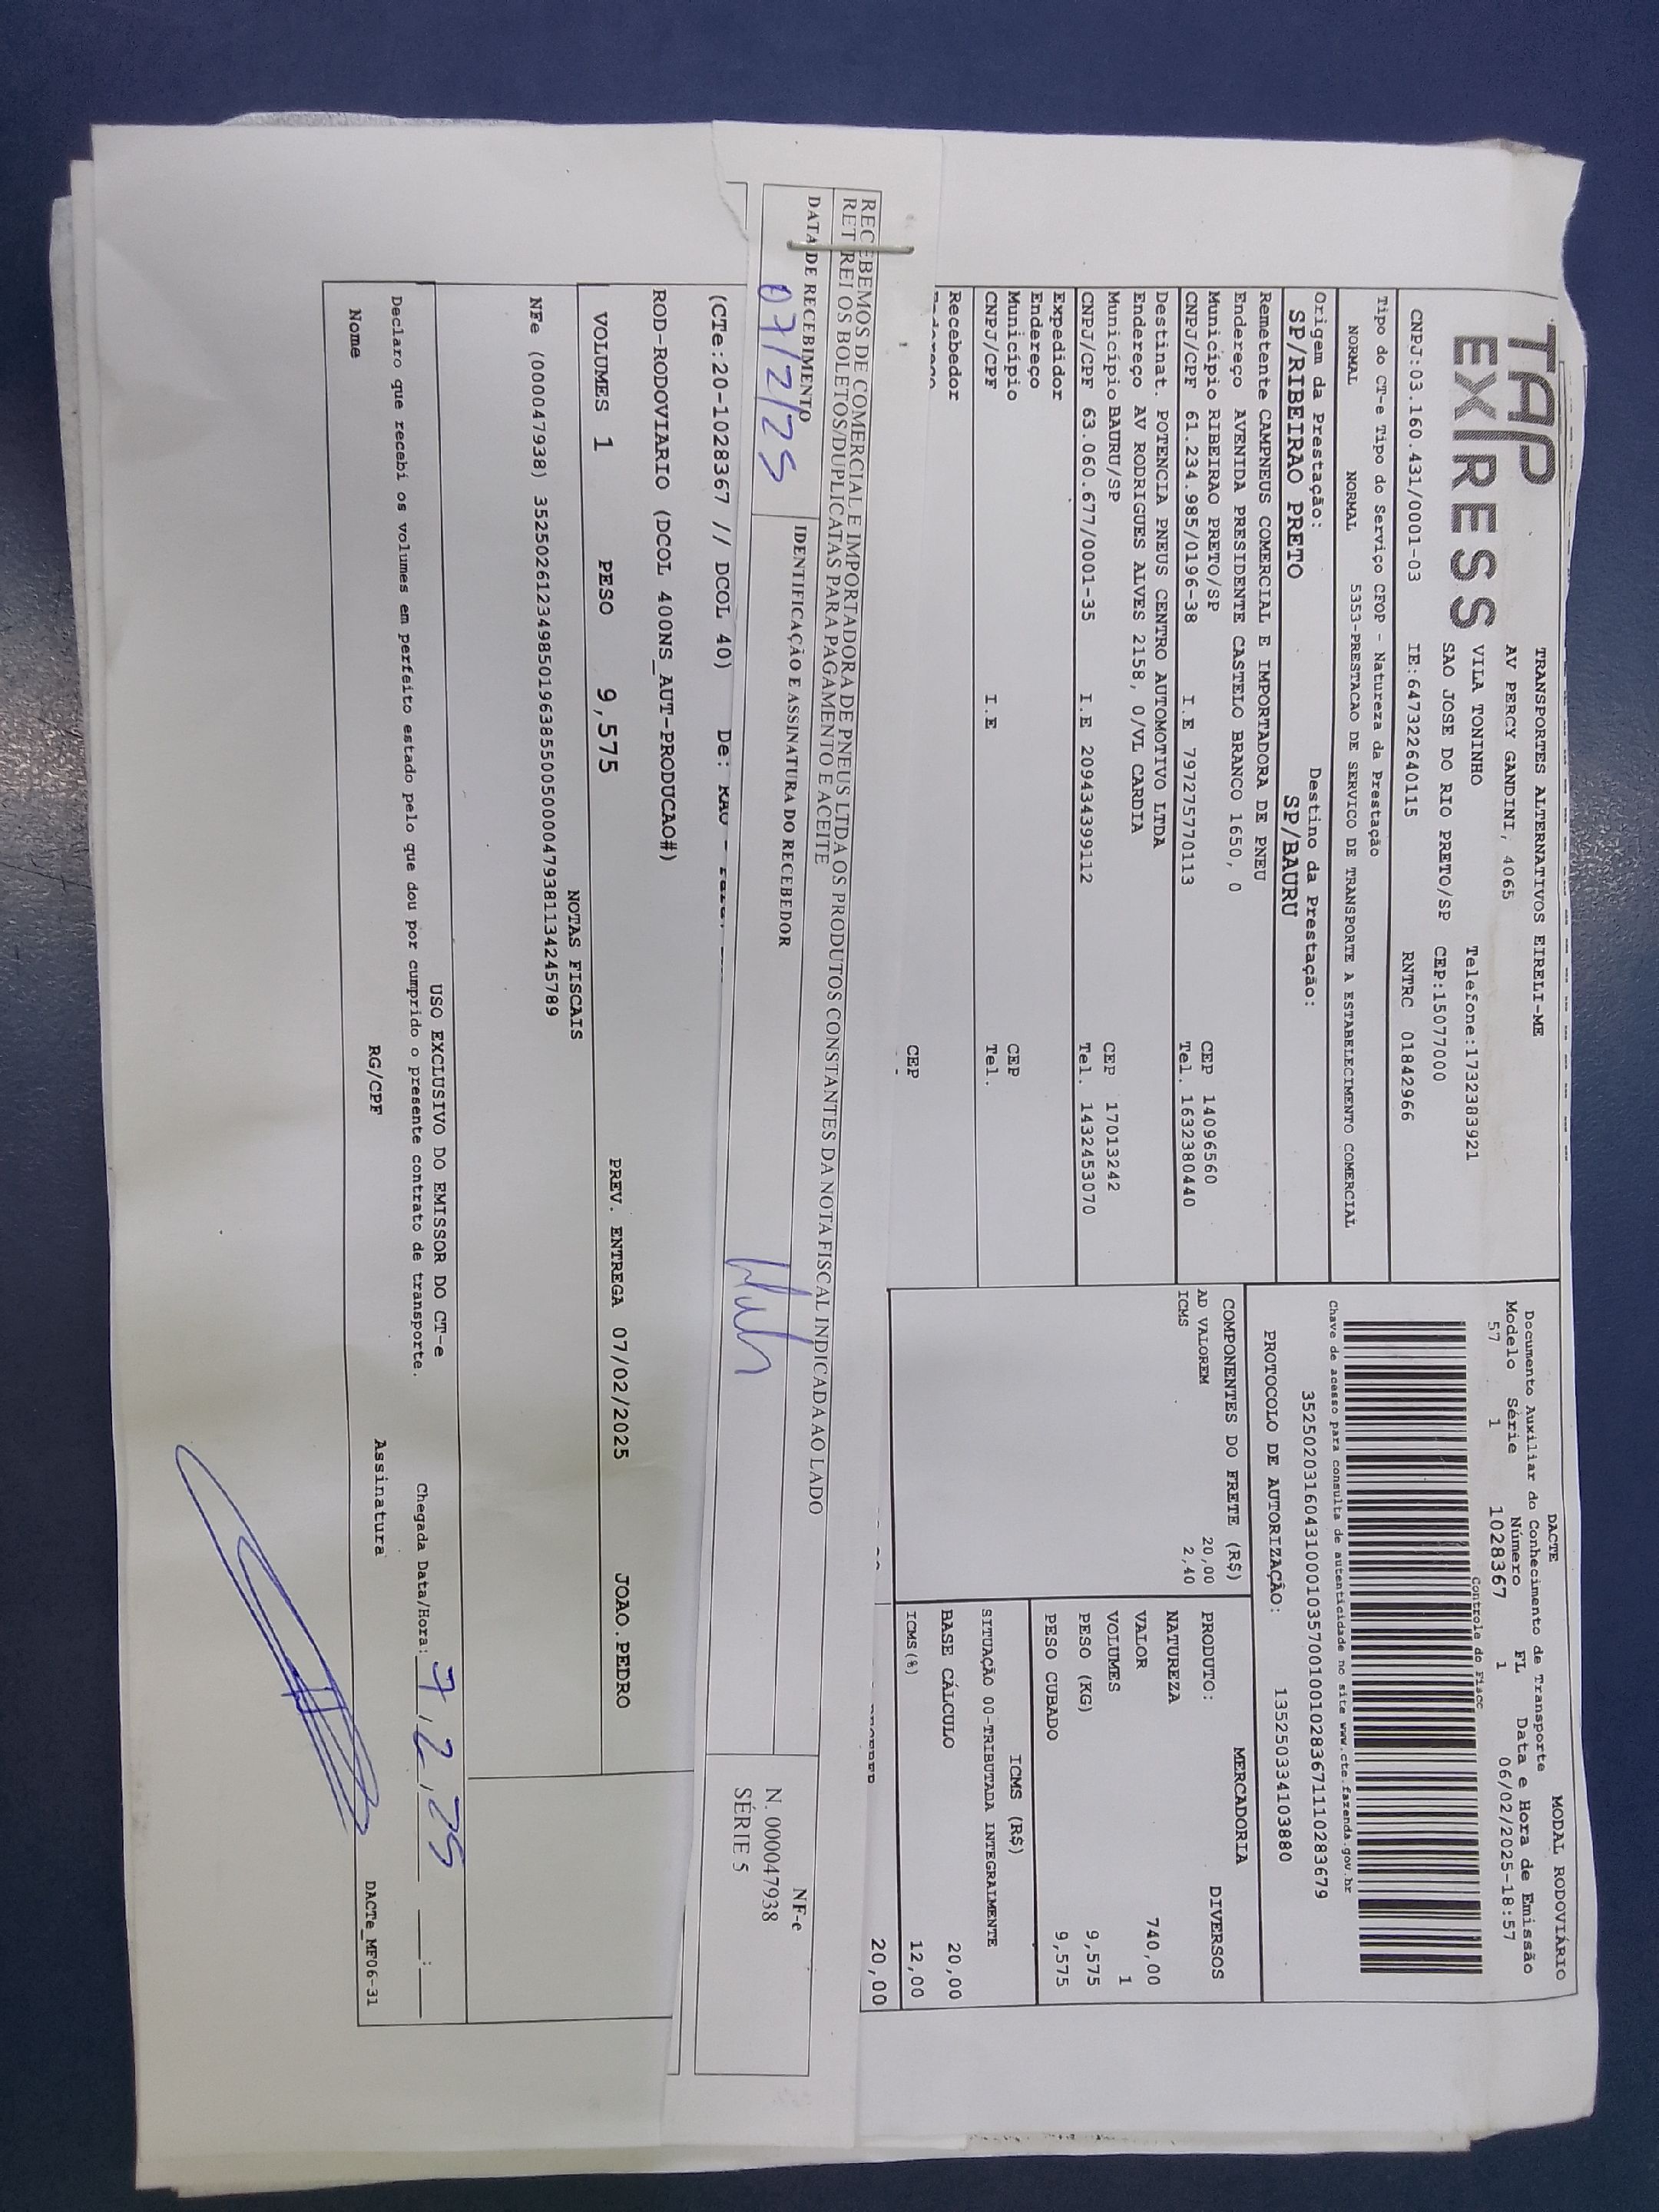 TAP
EXPRESS
TRANSPORTES ALTERNATIVOS EIRELI-ME
AV PERCY GANDINI, 4065
VILA TONINHO
Telefone:1732383921
SAO JOSE DO RIO PRETO/SP CEP:15077000
CNPJ:03.160.431/0001-03 IE:647322640115 RNTRC 01842966
Tipo do CT-e Tipo do Serviço CFOP - Natureza da Prestação
NORMAL NORMAL 5353-PRESTACAO DE SERVICO DE TRANSPORTE A ESTABELECIMENTO COMERCIAL
Origem da Prestação: Destino da Prestação:
SP/RIBEIRAO PRETO SP/BAURU
Remetente CAMPNEUS COMERCIAL E IMPORTADORA DE PNEU
Endereço AVENIDA PRESIDENTE CASTELO BRANCO 1650, 0
Município RIBEIRAO PRETO/SP CEP 14096560
CNPJ/CPF 61.234.985/0196-38 I.E 797275770113 Tel. 1632380440
Destinat. POTENCIA PNEUS CENTRO AUTOMOTIVO LTDA
Endereço AV RODRIGUES ALVES 2158, 0/VL CARDIA
Município BAURU/SP CEP 17013242
CNPJ/CPF 63.060.677/0001-35 I.E 209434399112 Tel. 1432453070
Expedidor
Endereço
Município CEP
CNPJ/CPF I.E Tel.
Recebedor
CEP
DACTE MODAL RODOVIÁRIO
Documento Auxiliar do Conhecimento de Transporte
Modelo Série Número FL Data e Hora de Emissão
57 1 1028367 1 06/02/2025-18:57
Controle do Fisco
Chave de acesso para consulta de autenticidade no site www.cte.fazenda.gov.br
35250203160431000103570010010283671110283679
PROTOCOLO DE AUTORIZAÇÃO: 135250334103880
COMPONENTES DO FRETE (R$)
AD VALOREM 20,00
ICMS 2,40
MERCADORIA
PRODUTO: DIVERSOS
NATUREZA
VALOR 740,00
VOLUMES 1
PESO (KG) 9,575
PESO CUBADO 9,575
ICMS (R$)
SITUAÇÃO 00-TRIBUTADA INTEGRALMENTE
BASE CÁLCULO 20,00
ICMS(%) 12,00
20,00
RECEBEMOS DE COMERCIAL E IMPORTADORA DE PNEUS LTDA OS PRODUTOS CONSTANTES DA NOTA FISCAL INDICADA AO LADO
RETIREI OS BOLETOS/DUPLICATAS PARA PAGAMENTO E ACEITE
DATA DE RECEBIMENTO IDENTIFICAÇÃO E ASSINATURA DO RECEBEDOR
07/2/25
NF-e
N. 000047938
SÉRIE 5
(CTe:20-1028367 // DCOL 40) De:
ROD-RODOVIARIO (DCOL 400NS_AUT-PRODUCAO#)
VOLUMES 1 PESO 9,575 PREV. ENTREGA 07/02/2025 JOAO.PEDRO
NOTAS FISCAIS
NFe (000047938) 35250261234985019638550050000479381134245789
USO EXCLUSIVO DO EMISSOR DO CT-e
Declaro que recebi os volumes em perfeito estado pelo que dou por cumprido o presente contrato de transporte. Chegada Data/Hora: 7/2/25 :
Nome RG/CPF Assinatura DACTe_MF06-31